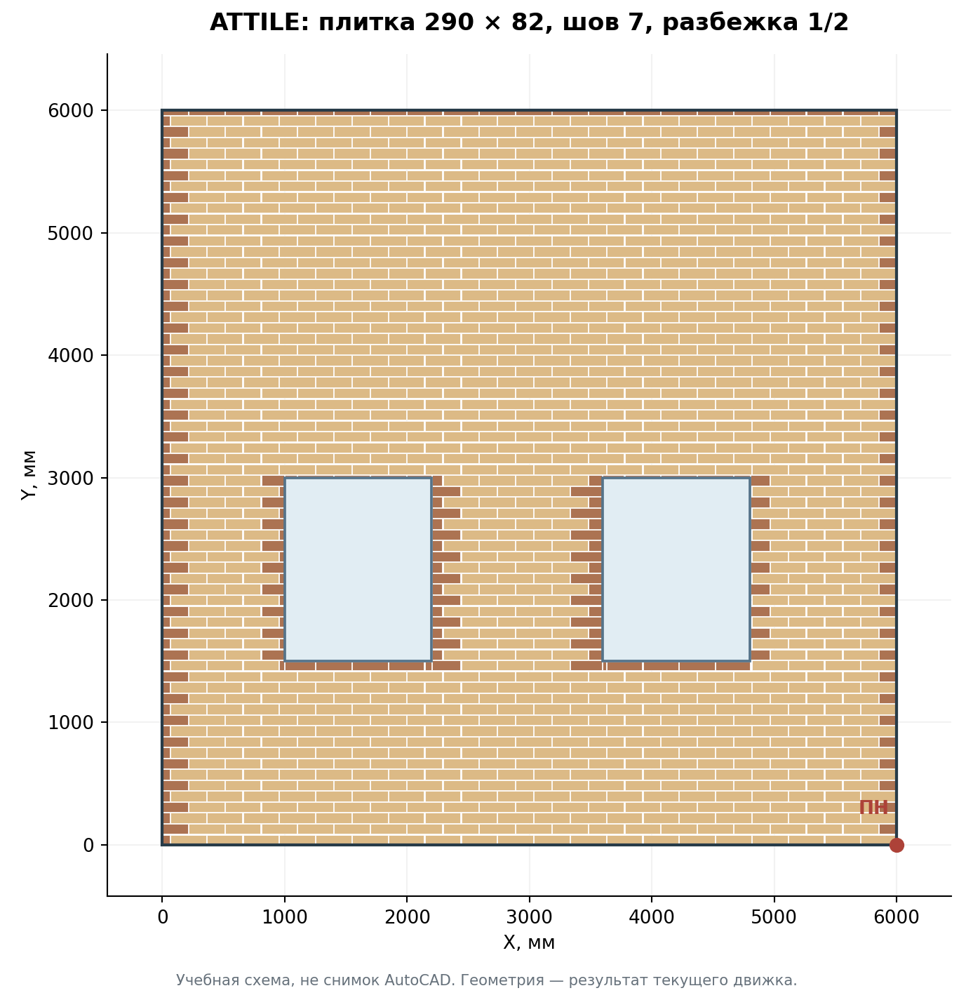 ATTILE: плитка 290 × 82, шов 7, разбежка 1/2
Y, мм
6000
5000
4000
3000
2000
1000
0
ПН
0 1000 2000 3000 4000 5000 6000
X, мм
Учебная схема, не снимок AutoCAD. Геометрия — результат текущего движка.